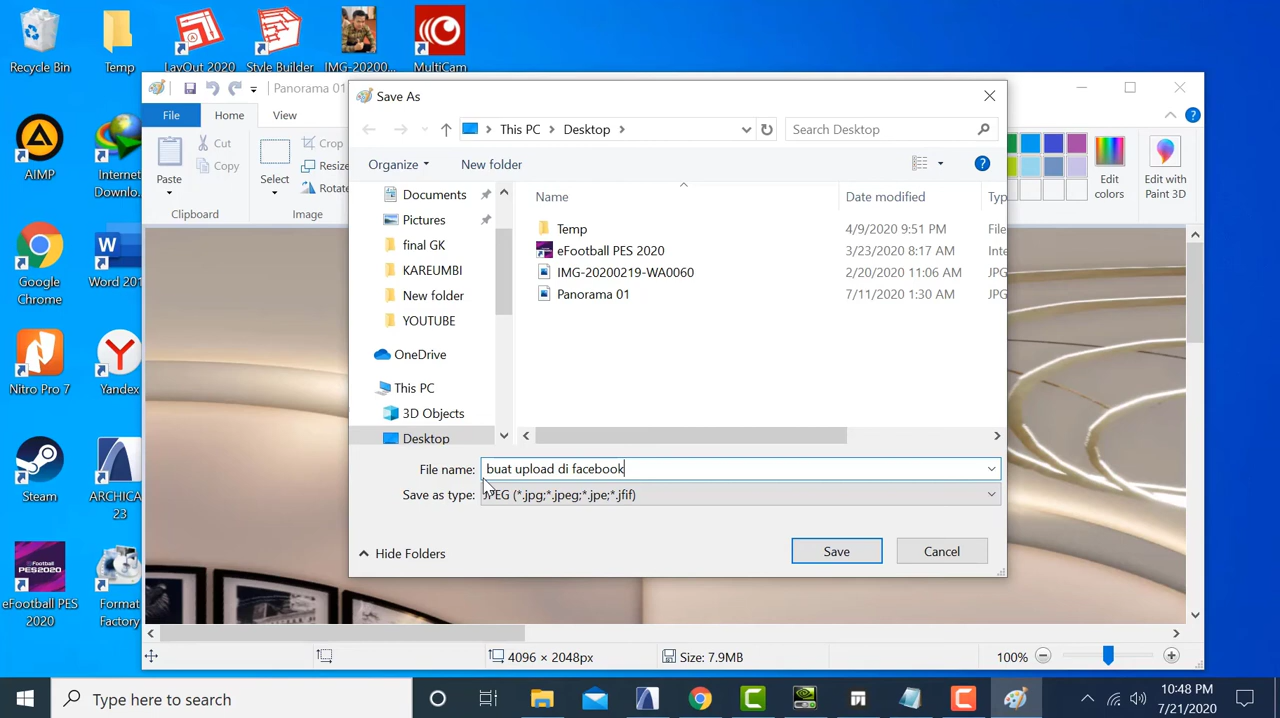 Recycle Bin
Temp
LayOut 2020
Style Builder
IMG-20200...
MultiCam
AIMP
Internet
Downlo...
Google
Chrome
Word 201
Nitro Pro 7
Yandex
Steam
ARCHICA
23
eFootball PES
2020
Format
Factory
Panorama 01
File
Home
View
Paste
Cut
Copy
Clipboard
Select
Crop
Resize
Rotate
Image
Edit
colors
Edit with
Paint 3D
Save As
This PC
Desktop
Search Desktop
Organize
New folder
Documents
Pictures
final GK
KAREUMBI
New folder
YOUTUBE
OneDrive
This PC
3D Objects
Desktop
Name
Date modified
Typ
Temp
4/9/2020 9:51 PM
File
eFootball PES 2020
3/23/2020 8:17 AM
Inte
IMG-20200219-WA0060
2/20/2020 11:06 AM
JPG
Panorama 01
7/11/2020 1:30 AM
JPG
File name:
buat upload di facebook
Save as type:
JPEG (*.jpg;*.jpeg;*.jpe;*.jfif)
Hide Folders
Save
Cancel
4096 × 2048px
Size: 7.9MB
100%
Type here to search
10:48 PM
7/21/2020